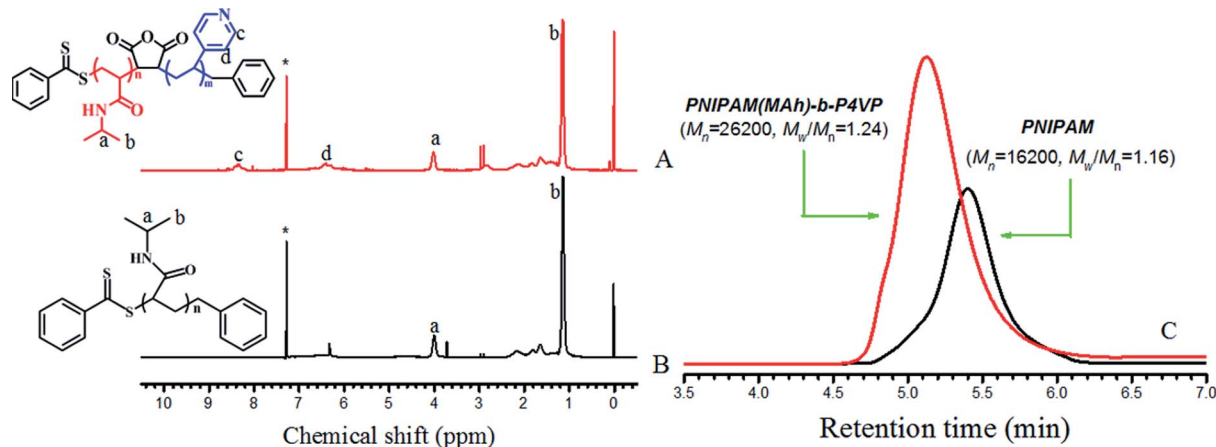 S
S
O
O
O
n
m
N
c
d
HN
O
a
b
*
c
d
a
b
A
PNIPAM(MAh)-b-P4VP
(Mn=26200, Mw/Mn=1.24)
PNIPAM
(Mn=16200, Mw/Mn=1.16)
a
b
HN
O
S
S
n
*
a
b
B
C
10 9 8 7 6 5 4 3 2 1 0
Chemical shift (ppm)
3.5 4.0 4.5 5.0 5.5 6.0 6.5 7.0
Retention time (min)